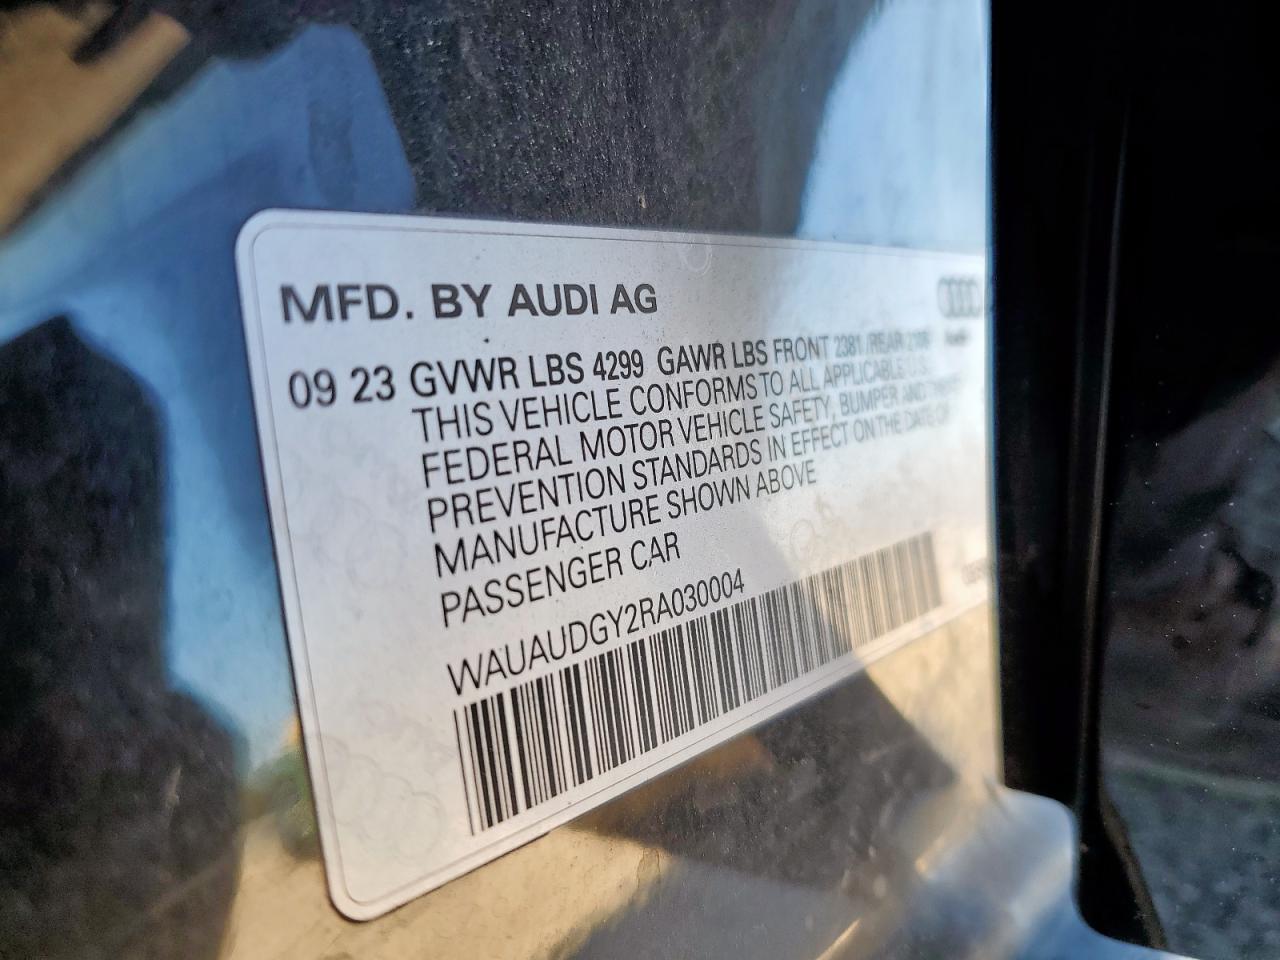 MFD. BY AUDI AG
09 23 GVWR LBS 4299 GAWR LBS FRONT 2381 /REAR
THIS VEHICLE CONFORMS TO ALL APPLICABLE U.S.
FEDERAL MOTOR VEHICLE SAFETY, BUMPER AND THEFT
PREVENTION STANDARDS IN EFFECT ON THE DATE OF
MANUFACTURE SHOWN ABOVE
PASSENGER CAR
WAUAUDGY2RA030004